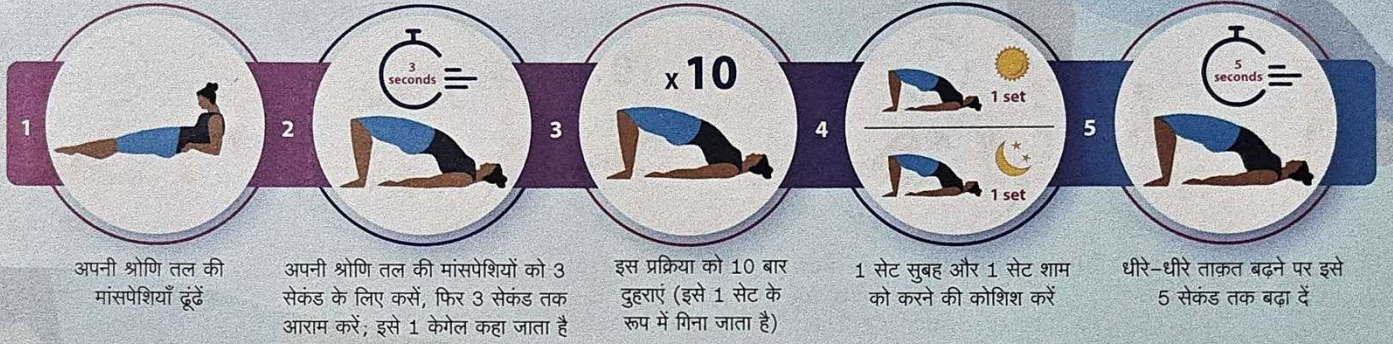 1
3
seconds
2
x 10
3
1 set
1 set
4
5
seconds
5
अपनी श्रोणि तल की
मांसपेशियाँ ढूंढें
अपनी श्रोणि तल की मांसपेशियों को 3
सेकंड के लिए कसें, फिर 3 सेकंड तक
आराम करें; इसे 1 केगेल कहा जाता है
इस प्रक्रिया को 10 बार
दुहराएं (इसे 1 सेट के
रूप में गिना जाता है)
1 सेट सुबह और 1 सेट शाम
को करने की कोशिश करें
धीरे-धीरे ताक़त बढ़ने पर इसे
5 सेकंड तक बढ़ा दें